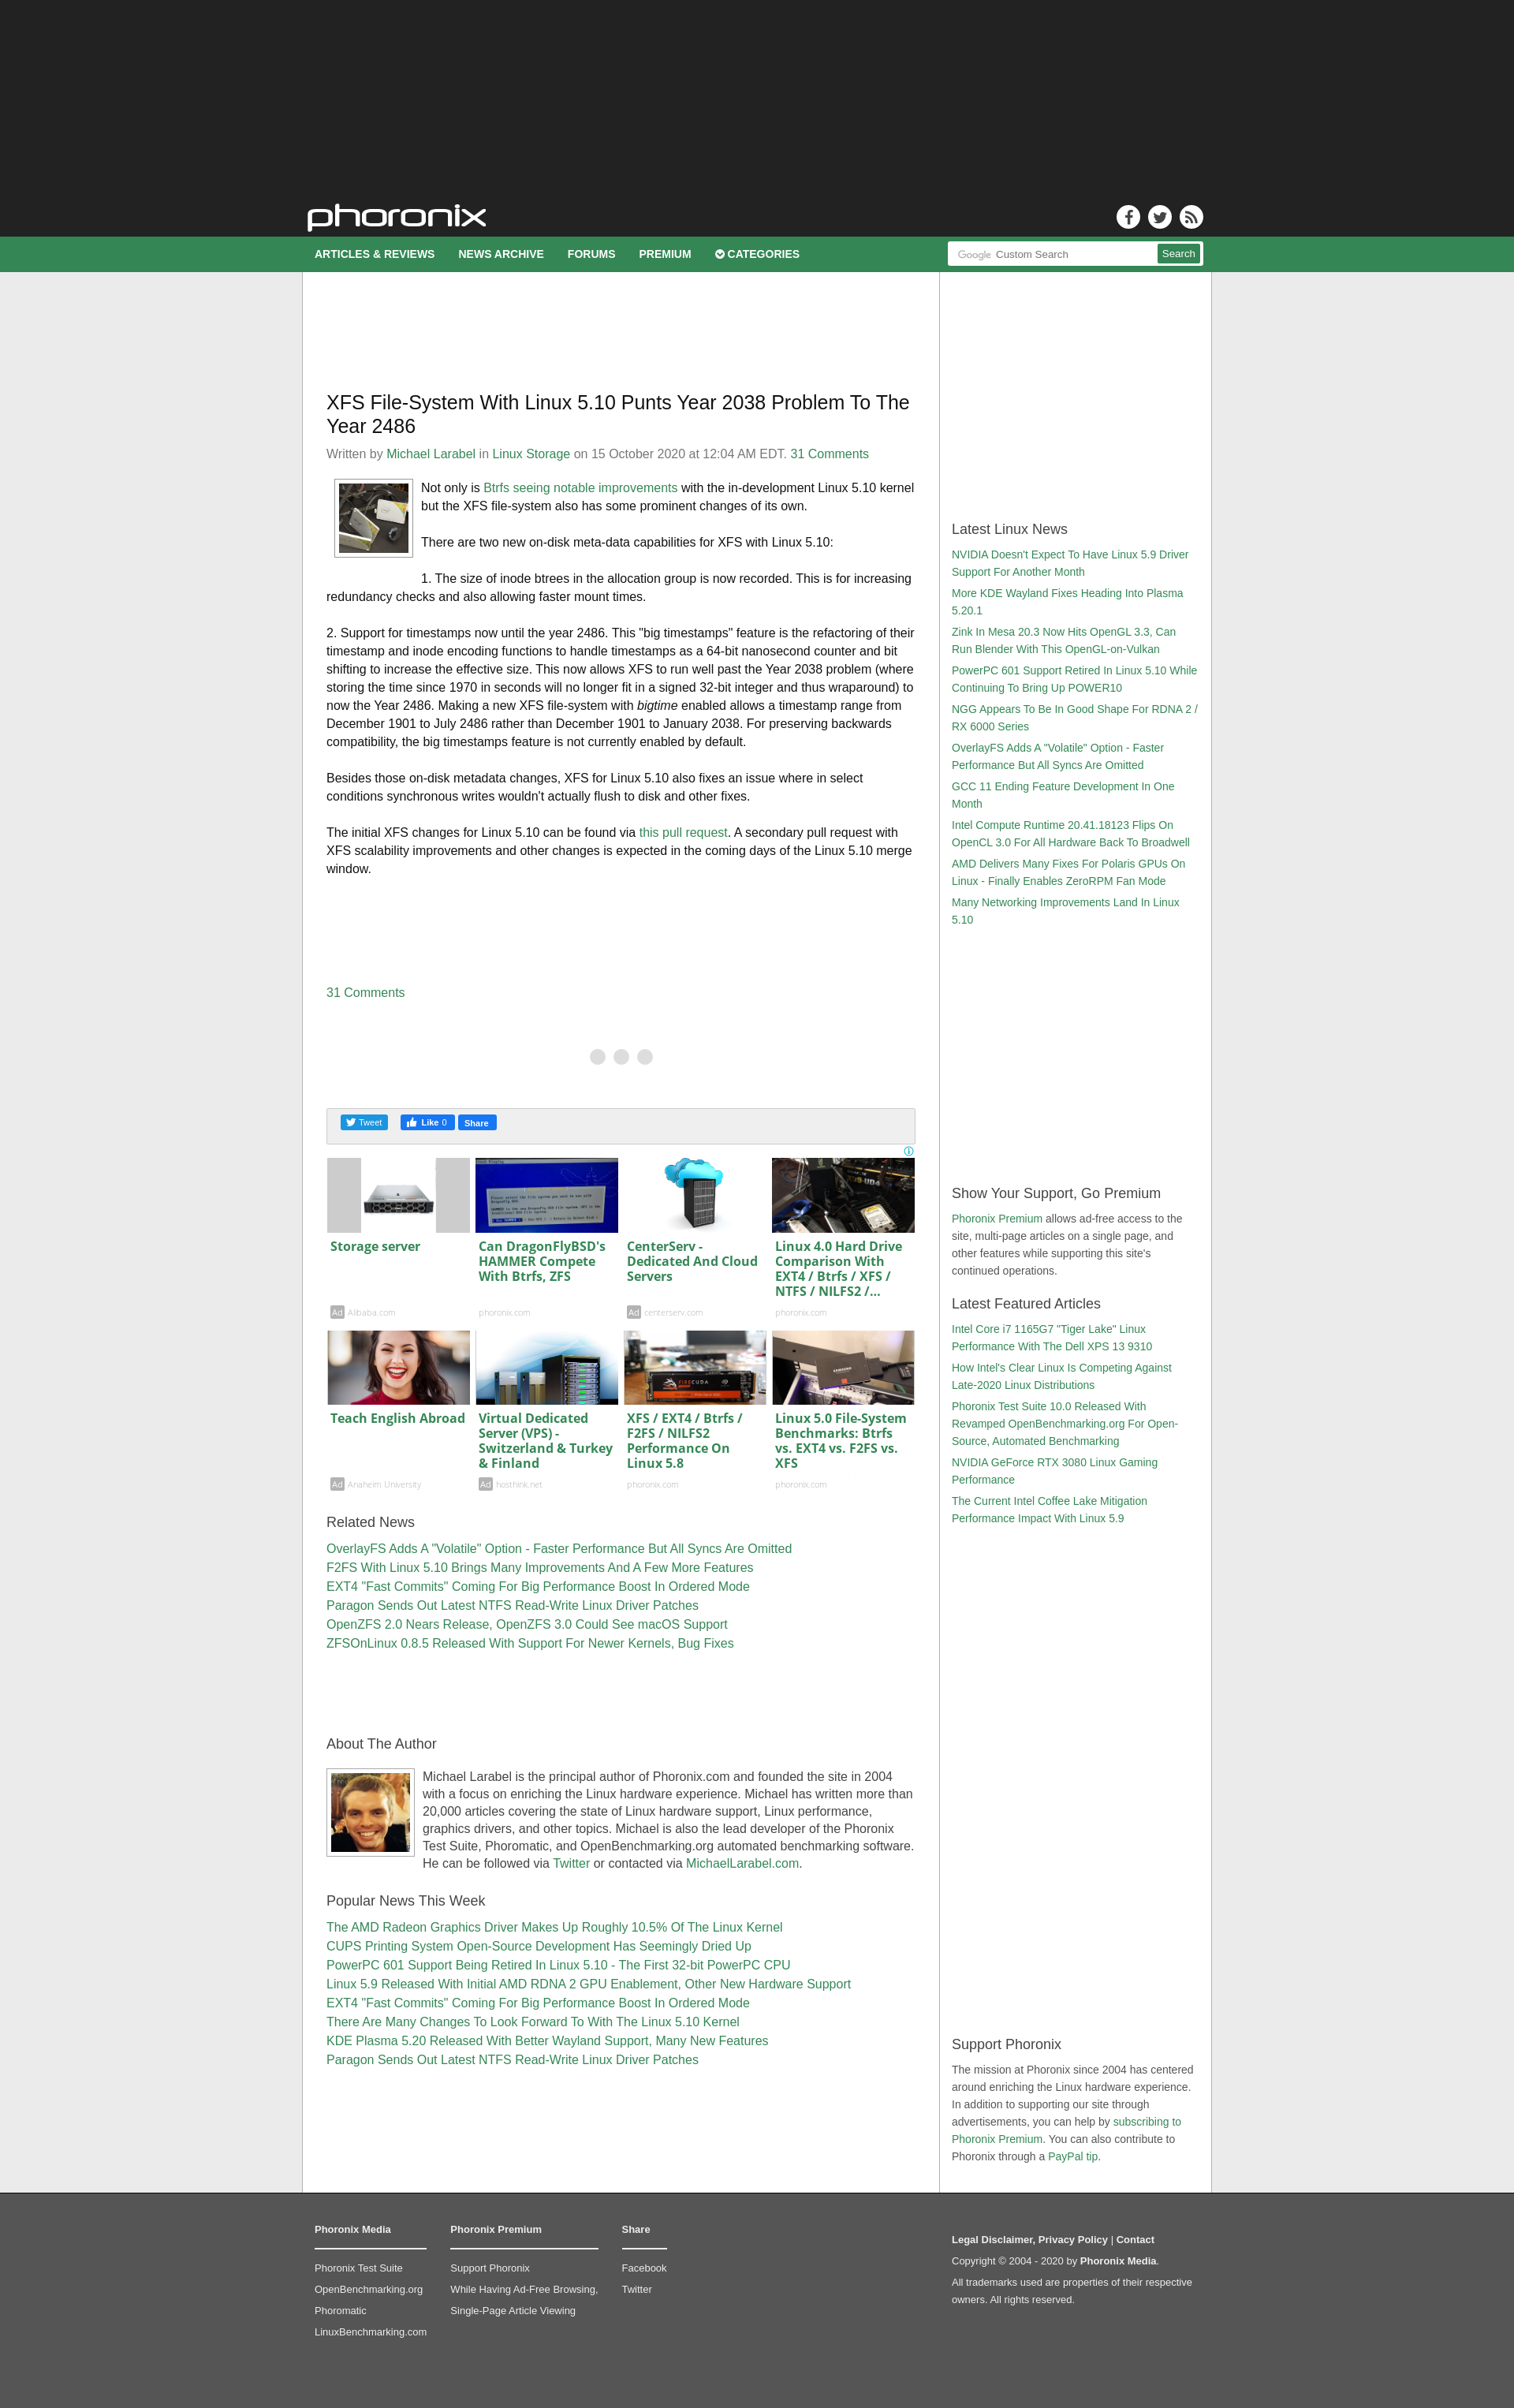 phoronix
ARTICLES & REVIEWS NEWS ARCHIVE FORUMS PREMIUM CATEGORIES
Google Custom Search Search
XFS File-System With Linux 5.10 Punts Year 2038 Problem To The
Year 2486
Written by Michael Larabel in Linux Storage on 15 October 2020 at 12:04 AM EDT. 31 Comments
Not only is Btrfs seeing notable improvements with the in-development Linux 5.10 kernel
but the XFS file-system also has some prominent changes of its own.
There are two new on-disk meta-data capabilities for XFS with Linux 5.10:
1. The size of inode btrees in the allocation group is now recorded. This is for increasing
redundancy checks and also allowing faster mount times.
2. Support for timestamps now until the year 2486. This "big timestamps" feature is the refactoring of their
timestamp and inode encoding functions to handle timestamps as a 64-bit nanosecond counter and bit
shifting to increase the effective size. This now allows XFS to run well past the Year 2038 problem (where
storing the time since 1970 in seconds will no longer fit in a signed 32-bit integer and thus wraparound) to
now the Year 2486. Making a new XFS file-system with bigtime enabled allows a timestamp range from
December 1901 to July 2486 rather than December 1901 to January 2038. For preserving backwards
compatibility, the big timestamps feature is not currently enabled by default.
Besides those on-disk metadata changes, XFS for Linux 5.10 also fixes an issue where in select
conditions synchronous writes wouldn't actually flush to disk and other fixes.
The initial XFS changes for Linux 5.10 can be found via this pull request. A secondary pull request with
XFS scalability improvements and other changes is expected in the coming days of the Linux 5.10 merge
window.
31 Comments
Tweet Like 0 Share
Storage server
Ad Alibaba.com
Can DragonFlyBSD's
HAMMER Compete
With Btrfs, ZFS
phoronix.com
CenterServ -
Dedicated And Cloud
Servers
Ad centerserv.com
Linux 4.0 Hard Drive
Comparison With
EXT4 / Btrfs / XFS /
NTFS / NILFS2 /...
phoronix.com
Teach English Abroad
Ad Anaheim University
Virtual Dedicated
Server (VPS) -
Switzerland & Turkey
& Finland
Ad hosthink.net
XFS / EXT4 / Btrfs /
F2FS / NILFS2
Performance On
Linux 5.8
phoronix.com
Linux 5.0 File-System
Benchmarks: Btrfs
vs. EXT4 vs. F2FS vs.
XFS
phoronix.com
Related News
OverlayFS Adds A "Volatile" Option - Faster Performance But All Syncs Are Omitted
F2FS With Linux 5.10 Brings Many Improvements And A Few More Features
EXT4 "Fast Commits" Coming For Big Performance Boost In Ordered Mode
Paragon Sends Out Latest NTFS Read-Write Linux Driver Patches
OpenZFS 2.0 Nears Release, OpenZFS 3.0 Could See macOS Support
ZFSOnLinux 0.8.5 Released With Support For Newer Kernels, Bug Fixes
About The Author
Michael Larabel is the principal author of Phoronix.com and founded the site in 2004
with a focus on enriching the Linux hardware experience. Michael has written more than
20,000 articles covering the state of Linux hardware support, Linux performance,
graphics drivers, and other topics. Michael is also the lead developer of the Phoronix
Test Suite, Phoromatic, and OpenBenchmarking.org automated benchmarking software.
He can be followed via Twitter or contacted via MichaelLarabel.com.
Popular News This Week
The AMD Radeon Graphics Driver Makes Up Roughly 10.5% Of The Linux Kernel
CUPS Printing System Open-Source Development Has Seemingly Dried Up
PowerPC 601 Support Being Retired In Linux 5.10 - The First 32-bit PowerPC CPU
Linux 5.9 Released With Initial AMD RDNA 2 GPU Enablement, Other New Hardware Support
EXT4 "Fast Commits" Coming For Big Performance Boost In Ordered Mode
There Are Many Changes To Look Forward To With The Linux 5.10 Kernel
KDE Plasma 5.20 Released With Better Wayland Support, Many New Features
Paragon Sends Out Latest NTFS Read-Write Linux Driver Patches
Latest Linux News
NVIDIA Doesn't Expect To Have Linux 5.9 Driver
Support For Another Month
More KDE Wayland Fixes Heading Into Plasma
5.20.1
Zink In Mesa 20.3 Now Hits OpenGL 3.3, Can
Run Blender With This OpenGL-on-Vulkan
PowerPC 601 Support Retired In Linux 5.10 While
Continuing To Bring Up POWER10
NGG Appears To Be In Good Shape For RDNA 2 /
RX 6000 Series
OverlayFS Adds A "Volatile" Option - Faster
Performance But All Syncs Are Omitted
GCC 11 Ending Feature Development In One
Month
Intel Compute Runtime 20.41.18123 Flips On
OpenCL 3.0 For All Hardware Back To Broadwell
AMD Delivers Many Fixes For Polaris GPUs On
Linux - Finally Enables ZeroRPM Fan Mode
Many Networking Improvements Land In Linux
5.10
Show Your Support, Go Premium
Phoronix Premium allows ad-free access to the
site, multi-page articles on a single page, and
other features while supporting this site's
continued operations.
Latest Featured Articles
Intel Core i7 1165G7 "Tiger Lake" Linux
Performance With The Dell XPS 13 9310
How Intel's Clear Linux Is Competing Against
Late-2020 Linux Distributions
Phoronix Test Suite 10.0 Released With
Revamped OpenBenchmarking.org For Open-
Source, Automated Benchmarking
NVIDIA GeForce RTX 3080 Linux Gaming
Performance
The Current Intel Coffee Lake Mitigation
Performance Impact With Linux 5.9
Support Phoronix
The mission at Phoronix since 2004 has centered
around enriching the Linux hardware experience.
In addition to supporting our site through
advertisements, you can help by subscribing to
Phoronix Premium. You can also contribute to
Phoronix through a PayPal tip.
Phoronix Media
Phoronix Test Suite
OpenBenchmarking.org
Phoromatic
LinuxBenchmarking.com
Phoronix Premium
Support Phoronix
While Having Ad-Free Browsing,
Single-Page Article Viewing
Share
Facebook
Twitter
Legal Disclaimer, Privacy Policy | Contact
Copyright © 2004 - 2020 by Phoronix Media.
All trademarks used are properties of their respective
owners. All rights reserved.